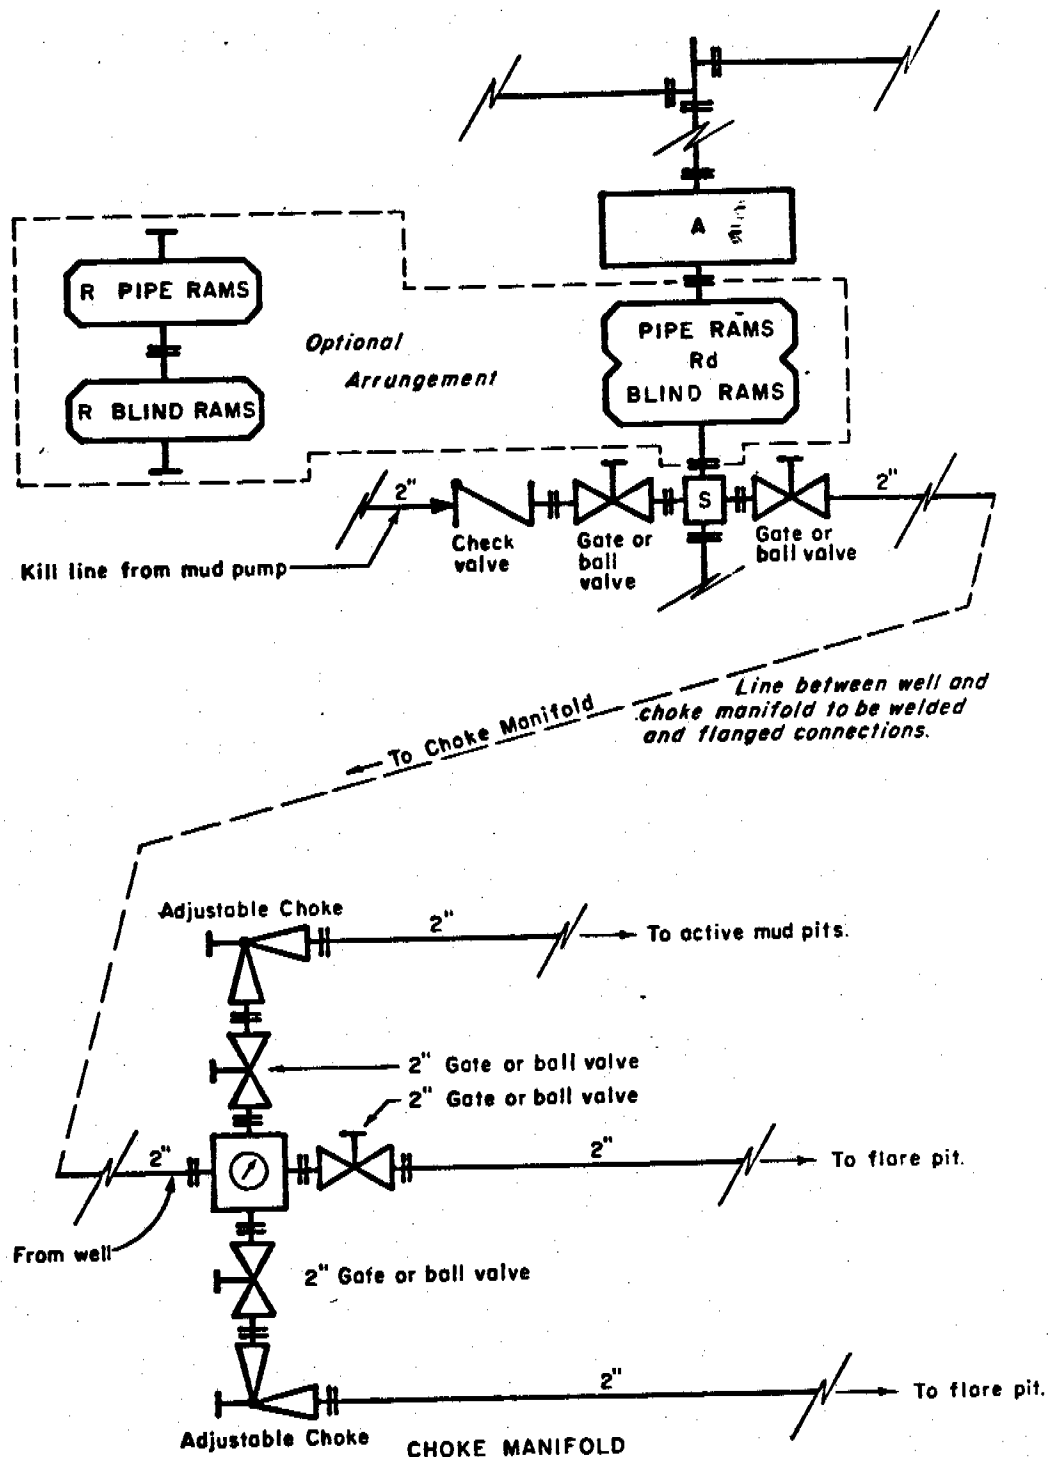 A
R PIPE RAMS
Optional
Arrangement
PIPE RAMS
Rd
BLIND RAMS
R BLIND RAMS
2"
S
2"
Check
valve
Gate or
ball
valve
Gate or
ball valve
Kill line from mud pump
Line between well and
choke manifold to be welded
and flanged connections.
To Choke Manifold
Adjustable Choke
2"
To active mud pits.
2" Gate or ball valve
2" Gate or ball valve
2"
2"
To flare pit.
From well
2" Gate or ball valve
2"
To flare pit.
Adjustable Choke
CHOKE MANIFOLD